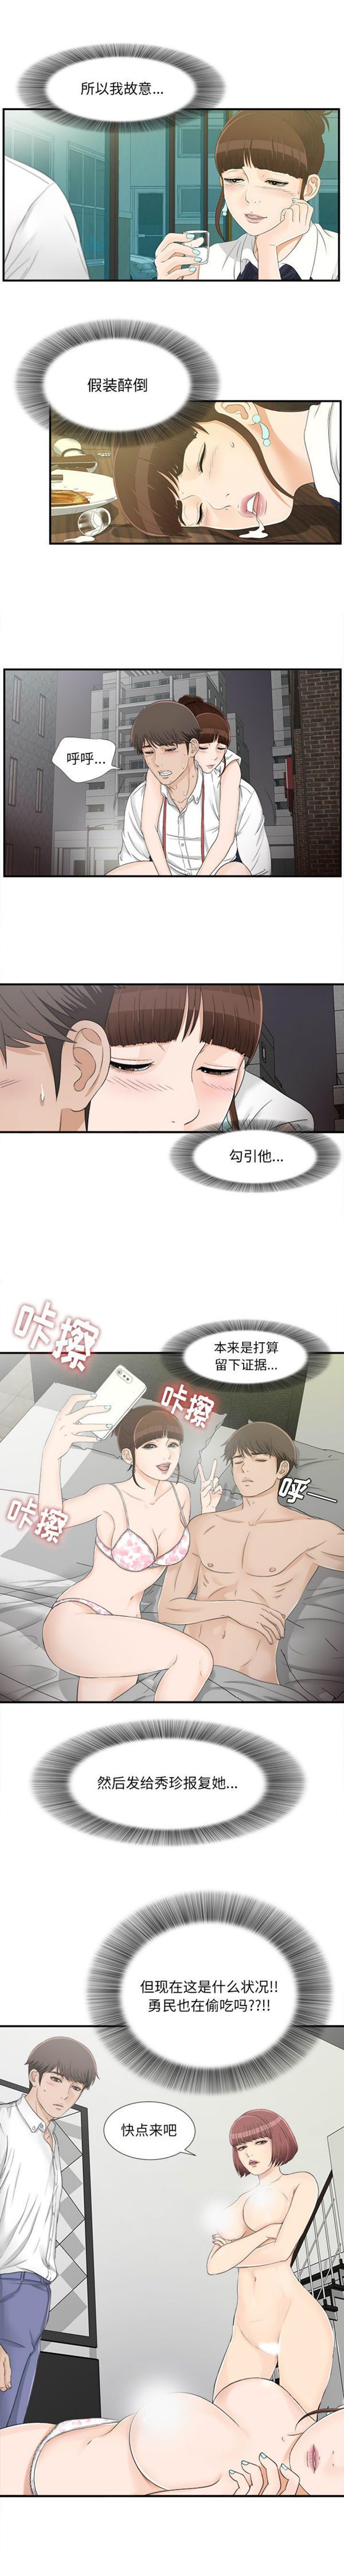 所以我故意...
假装醉倒
呼呼...
勾引他...
咔擦
本来是打算
留下证据...
咔擦
呼—
咔擦
然后发给秀珍报复她...
但现在这是什么状况!!
勇民也在偷吃吗??!!
快点来吧